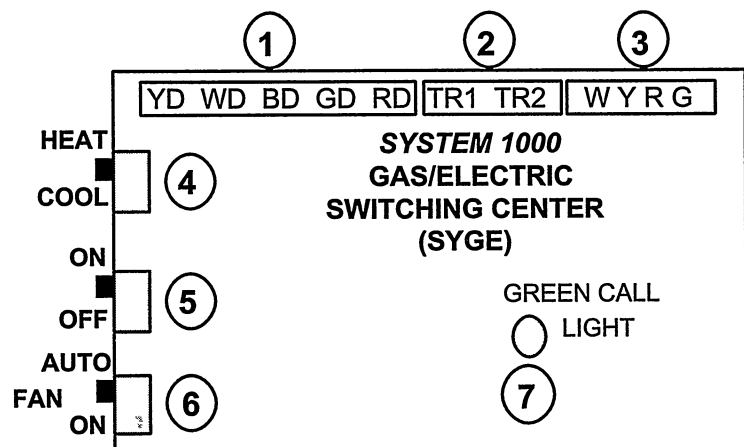 1 2 3
YD WD BD GD RD TR1 TR2 W Y R G
HEAT
COOL
4
SYSTEM 1000
GAS/ELECTRIC
SWITCHING CENTER
(SYGE)
ON
OFF
5
GREEN CALL
LIGHT
AUTO
FAN
ON
6
7